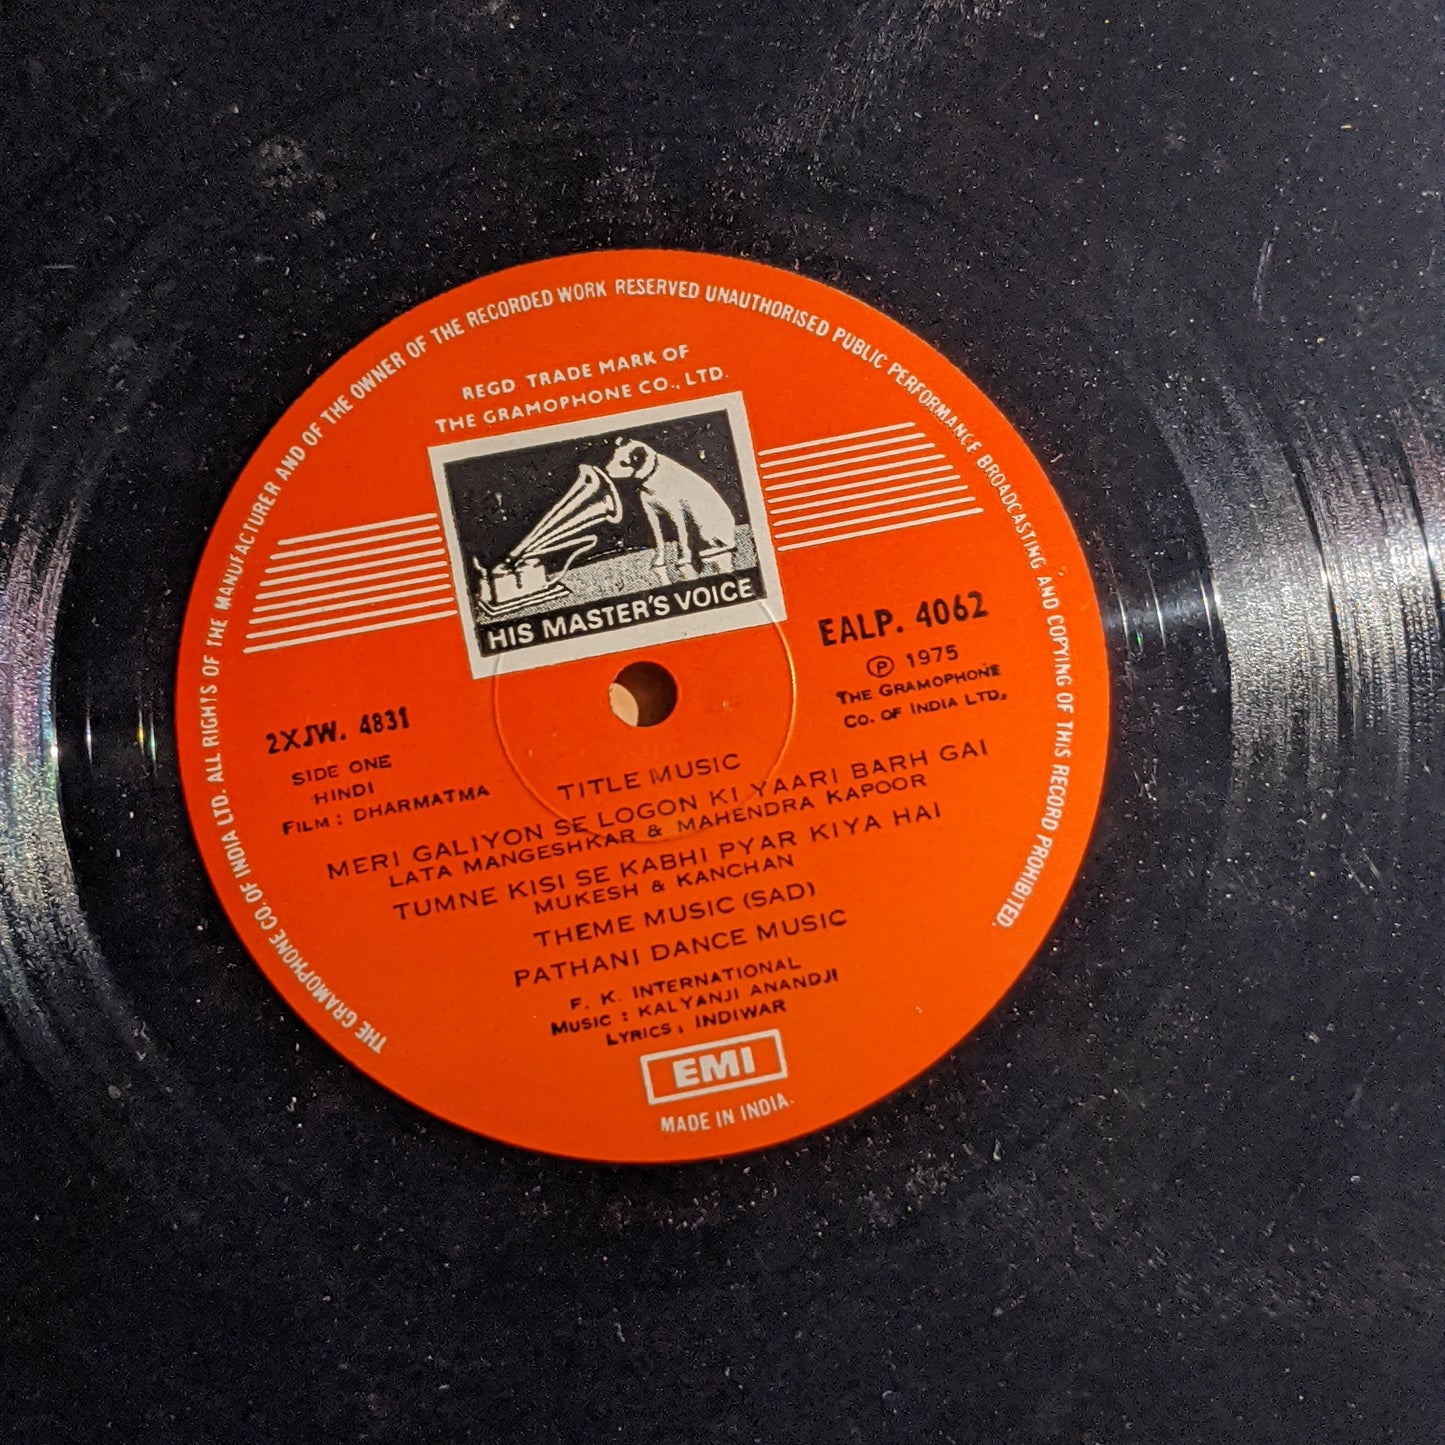 THE GRAMOPHONE CO. OF INDIA LTD. ALL RIGHTS OF THE MANUFACTURER AND OF THE OWNER OF THE RECORDED WORK RESERVED UNAUTHORISED PUBLIC PERFORMANCE BROADCASTING AND COPYING OF THIS RECORD PROHIBITED.
REGD. TRADE MARK OF
THE GRAMOPHONE CO., LTD.
HIS MASTER'S VOICE
EALP. 4062
Ⓟ 1975
THE GRAMOPHONE
CO. OF INDIA LTD.
2XJW. 4831
SIDE ONE
HINDI
FILM : DHARMATMA
TITLE MUSIC
MERI GALIYON SE LOGON KI YAARI BARH GAI
LATA MANGESHKAR & MAHENDRA KAPOOR
TUMNE KISI SE KABHI PYAR KIYA HAI
MUKESH & KANCHAN
THEME MUSIC (SAD)
PATHANI DANCE MUSIC
F. K. INTERNATIONAL
MUSIC : KALYANJI ANANDJI
LYRICS : INDIWAR
EMI
MADE IN INDIA.